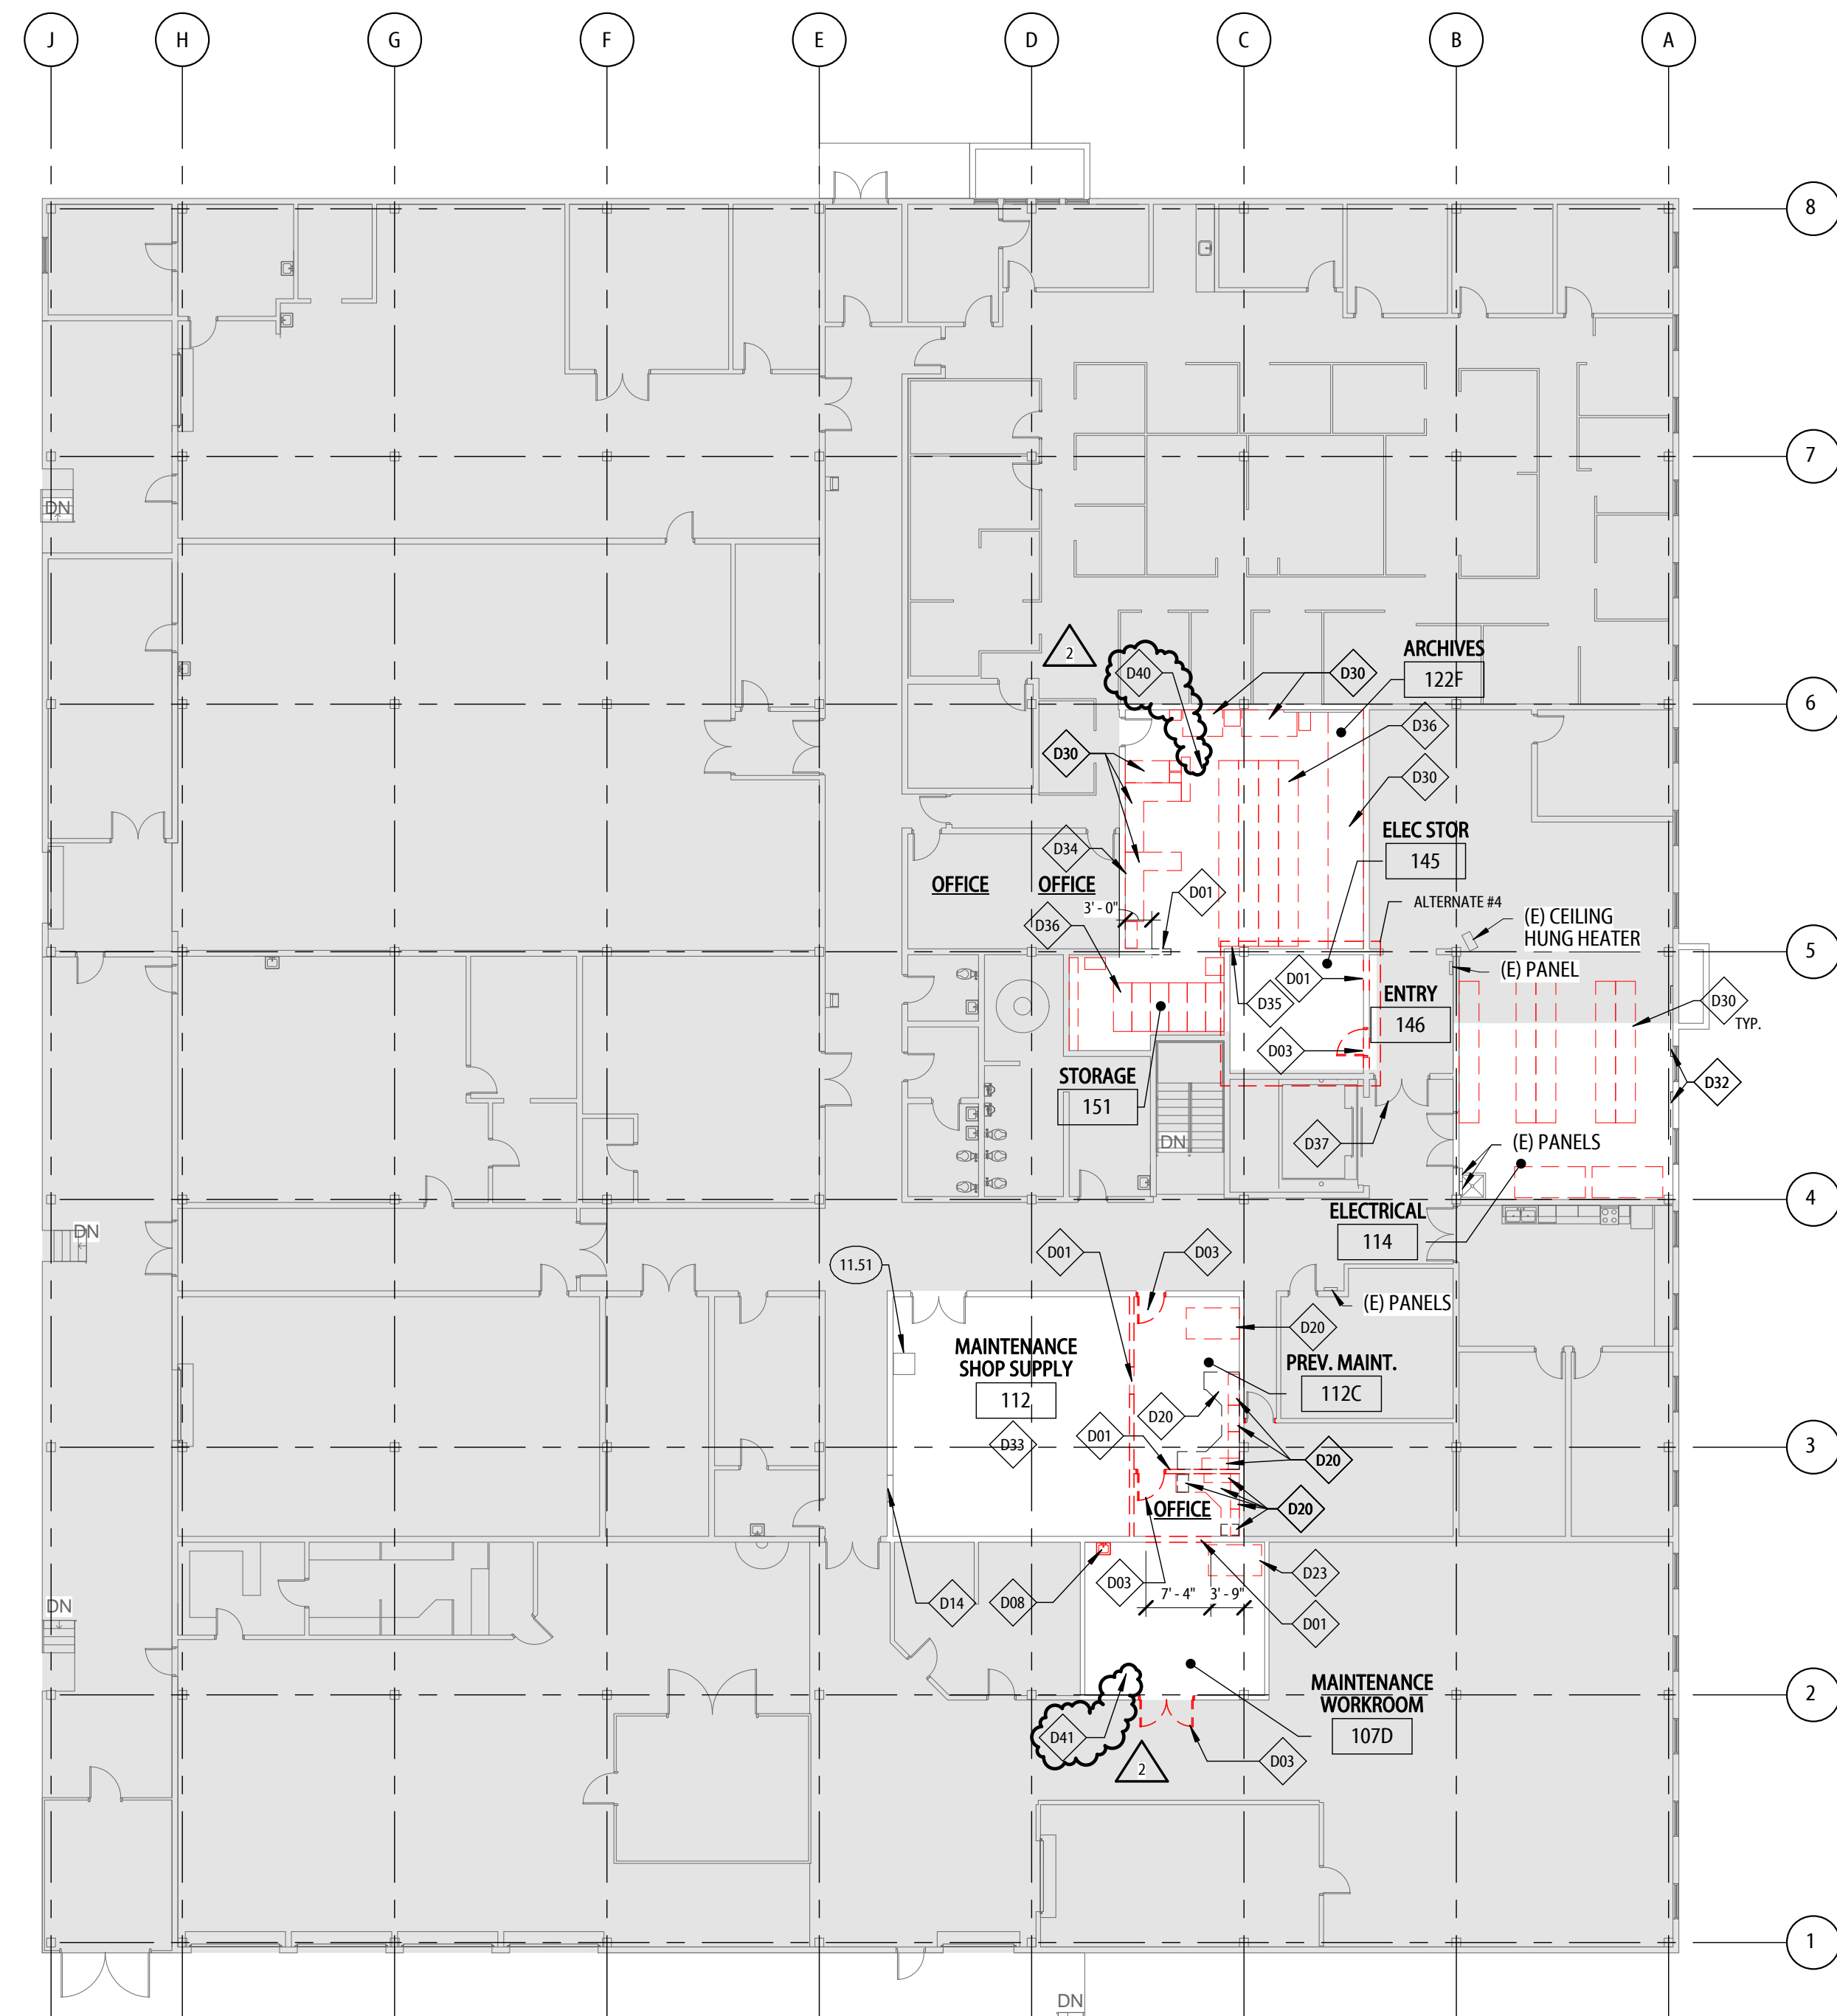 J H G F E D C B A
8
7
DN
2
ARCHIVES
D40
D30
122F
6
D36
D30
D30
ELEC STOR
D34
145
OFFICE
OFFICE
D01
ALTERNATE #4
3' - 0"
(E) CEILING
HUNG HEATER
D36
5
(E) PANEL
D01
ENTRY
D35
D30
TYP.
146
D03
STORAGE
D32
151
DN
D37
(E) PANELS
4
ELECTRICAL
DN
114
D01
D03
11.51
(E) PANELS
D20
MAINTENANCE
SHOP SUPPLY
PREV. MAINT.
112
112C
D20
D01
D33
3
D20
OFFICE
D20
D03
D23
7' - 4"
3' - 9"
D14
D08
DN
D01
MAINTENANCE
WORKROOM
2
D41
107D
D03
2
1
DN